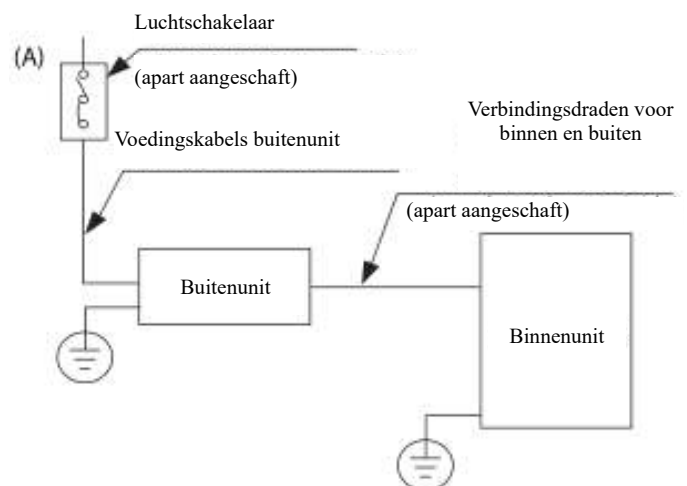 Luchtschakelaar
(A)
(apart aangeschaft)
Verbindingsdraden voor
binnen en buiten
Voedingskabels buitenunit
(apart aangeschaft)
Buitenunit
Binnenunit